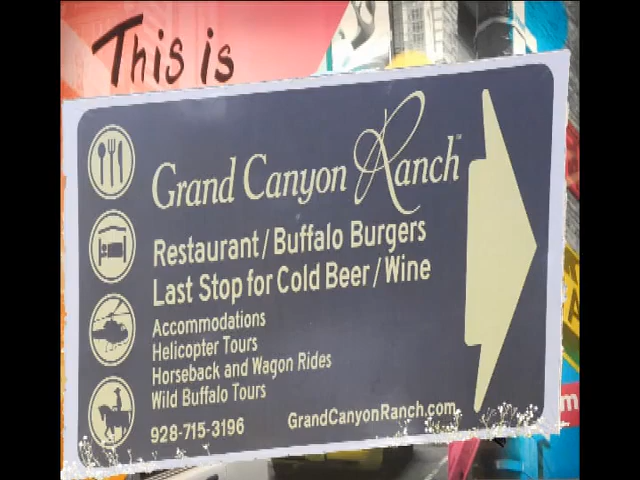 This is
Grand Canyon Ranch™
Restaurant/Buffalo Burgers
Last Stop for Cold Beer/Wine
Accommodations
Helicopter Tours
Horseback and Wagon Rides
Wild Buffalo Tours
928-715-3196 GrandCanyonRanch.com